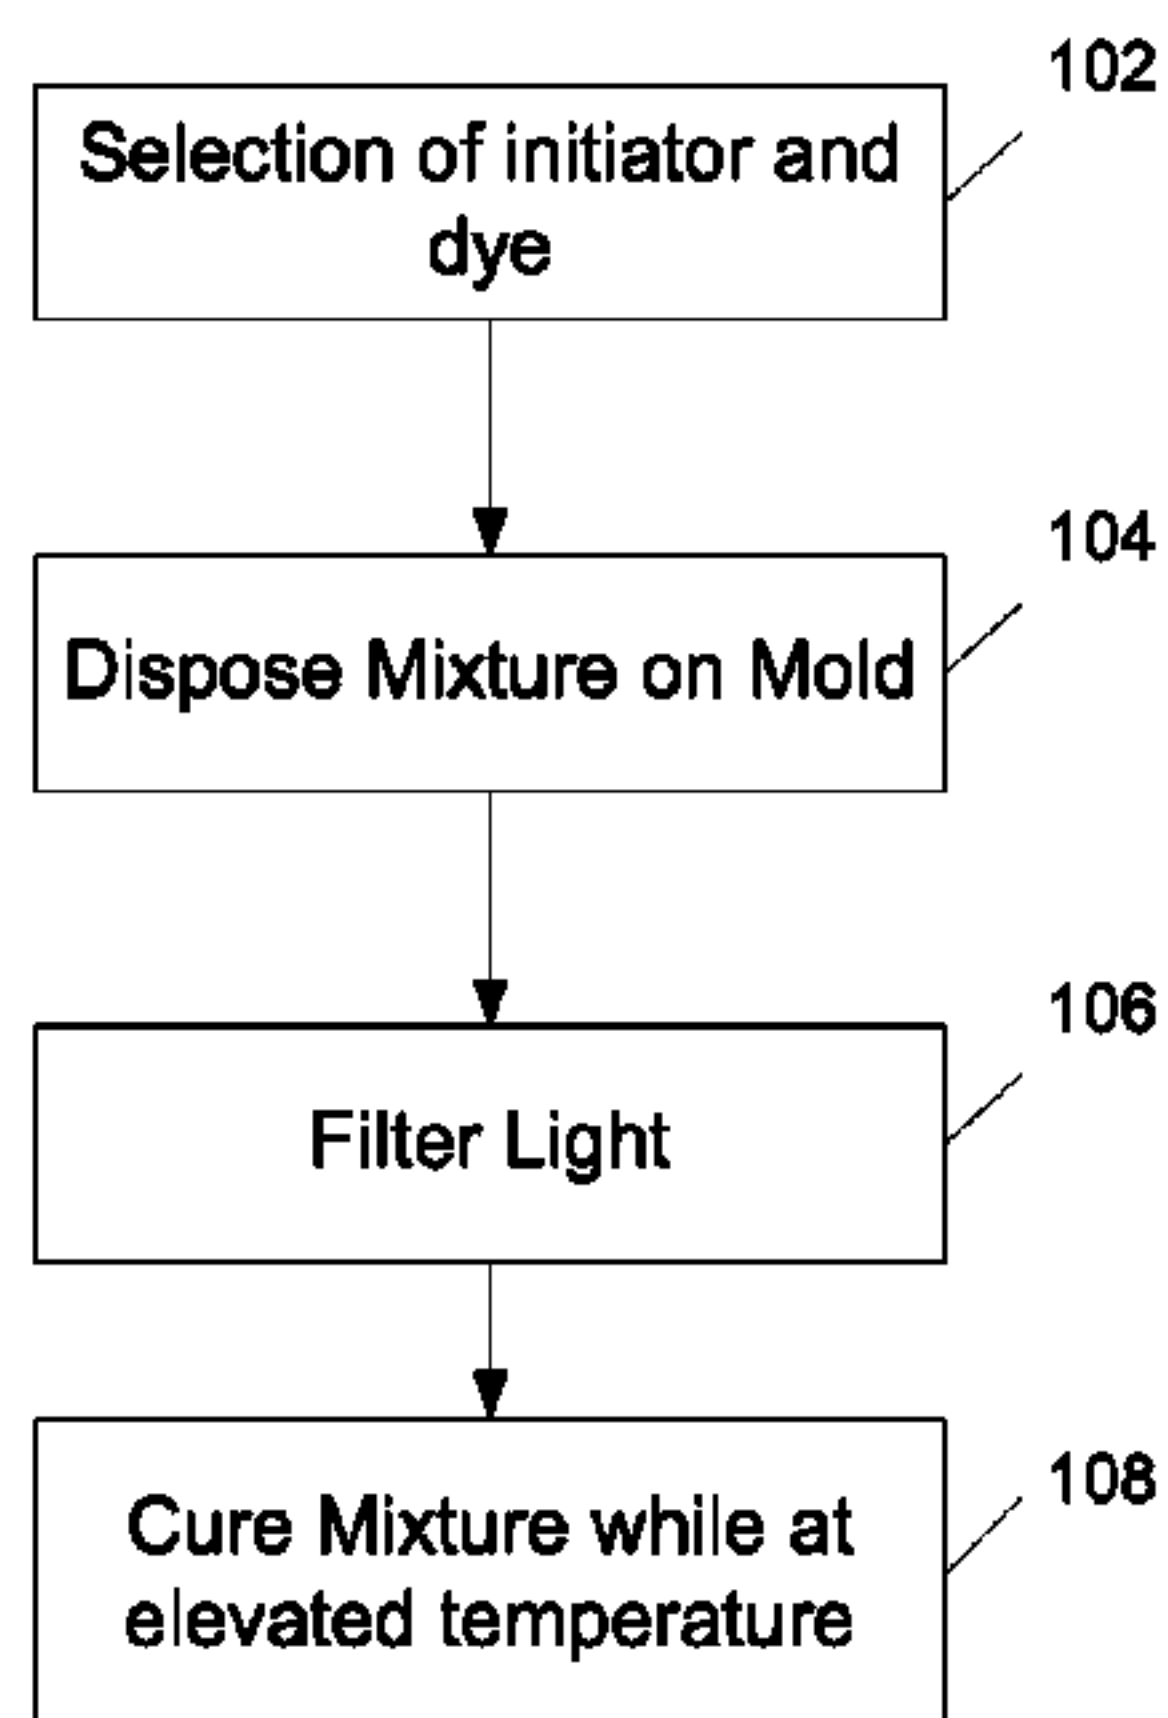 102
Selection of initiator and
dye
104
Dispose Mixture on Mold
106
Filter Light
108
Cure Mixture while at
elevated temperature